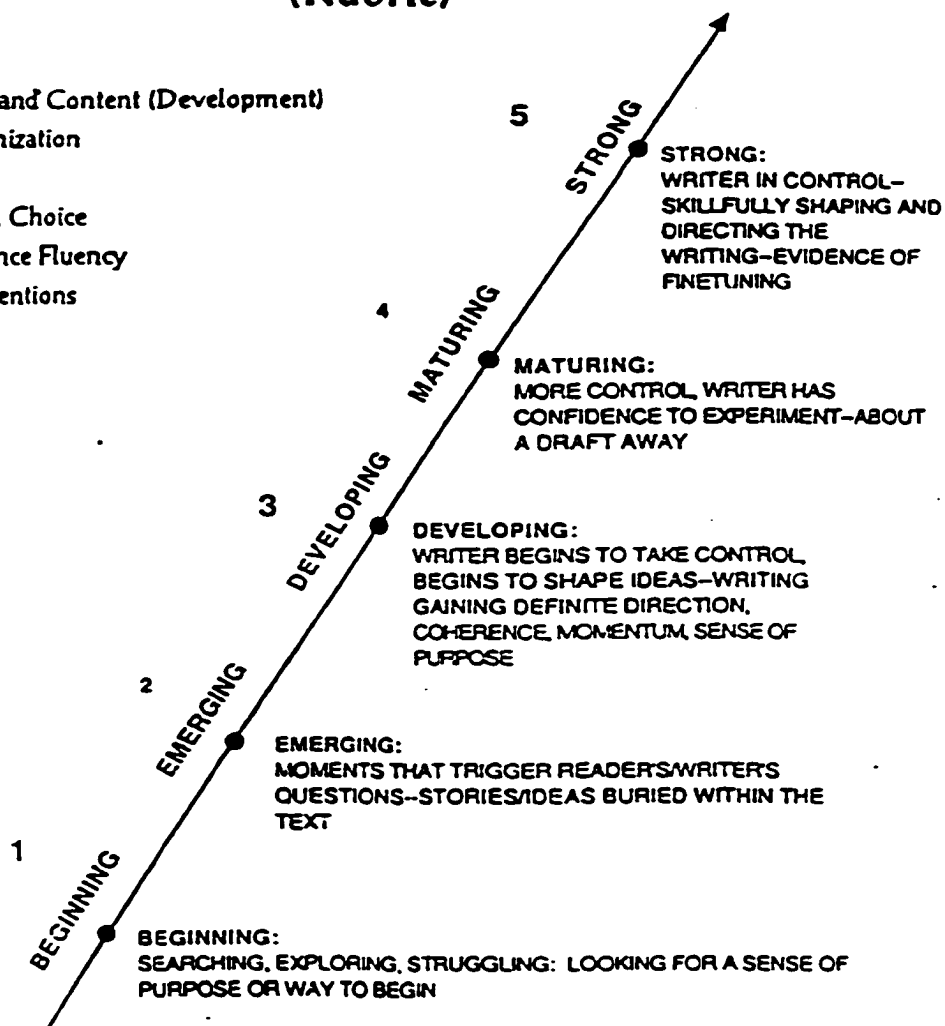 and Content (Development)
nization
Choice
nce Fluency
entions
5
STRONG
STRONG:
WRITER IN CONTROL–
SKILLFULLY SHAPING AND
DIRECTING THE
WRITING–EVIDENCE OF
FINETUNING
4
MATURING
MATURING:
MORE CONTROL, WRITER HAS
CONFIDENCE TO EXPERIMENT–ABOUT
A DRAFT AWAY
3
DEVELOPING
DEVELOPING:
WRITER BEGINS TO TAKE CONTROL,
BEGINS TO SHAPE IDEAS–WRITING
GAINING DEFINITE DIRECTION,
COHERENCE, MOMENTUM, SENSE OF
PURPOSE
2
EMERGING
EMERGING:
MOMENTS THAT TRIGGER READER'S/WRITER'S
QUESTIONS--STORIES/IDEAS BURIED WITHIN THE
TEXT
1
BEGINNING
BEGINNING:
SEARCHING, EXPLORING, STRUGGLING: LOOKING FOR A SENSE OF
PURPOSE OR WAY TO BEGIN